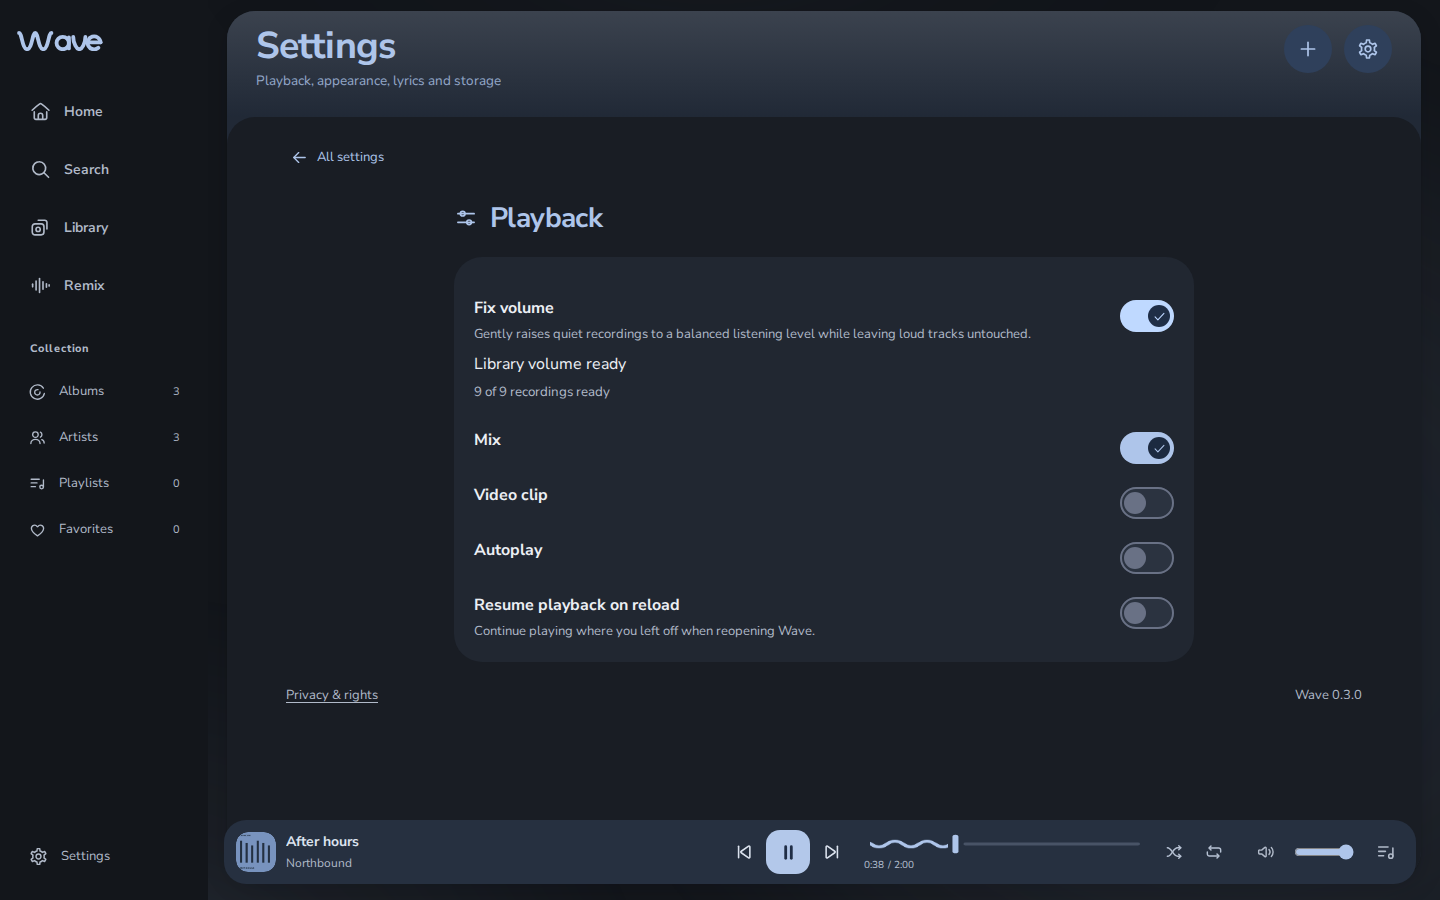 Wave
Home
Search
Library
Remix
Collection
Albums 3
Artists 3
Playlists 0
Favorites 0
Settings
Settings
Playback, appearance, lyrics and storage
All settings
Playback
Fix volume
Gently raises quiet recordings to a balanced listening level while leaving loud tracks untouched.
Library volume ready
9 of 9 recordings ready
Mix
Video clip
Autoplay
Resume playback on reload
Continue playing where you left off when reopening Wave.
Privacy & rights
Wave 0.3.0
After hours
Northbound
0:38 / 2:00